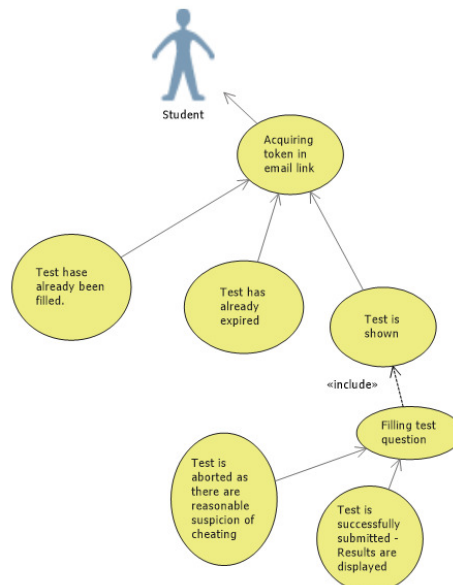 Student
Acquiring
token in
email link
Test hase
already been
filled.
Test has
already
expired
Test is
shown
«include»
Filling test
question
Test is
aborted as
there are
reasonable
suspicion of
cheating
Test is
successfully
submitted -
Results are
displayed